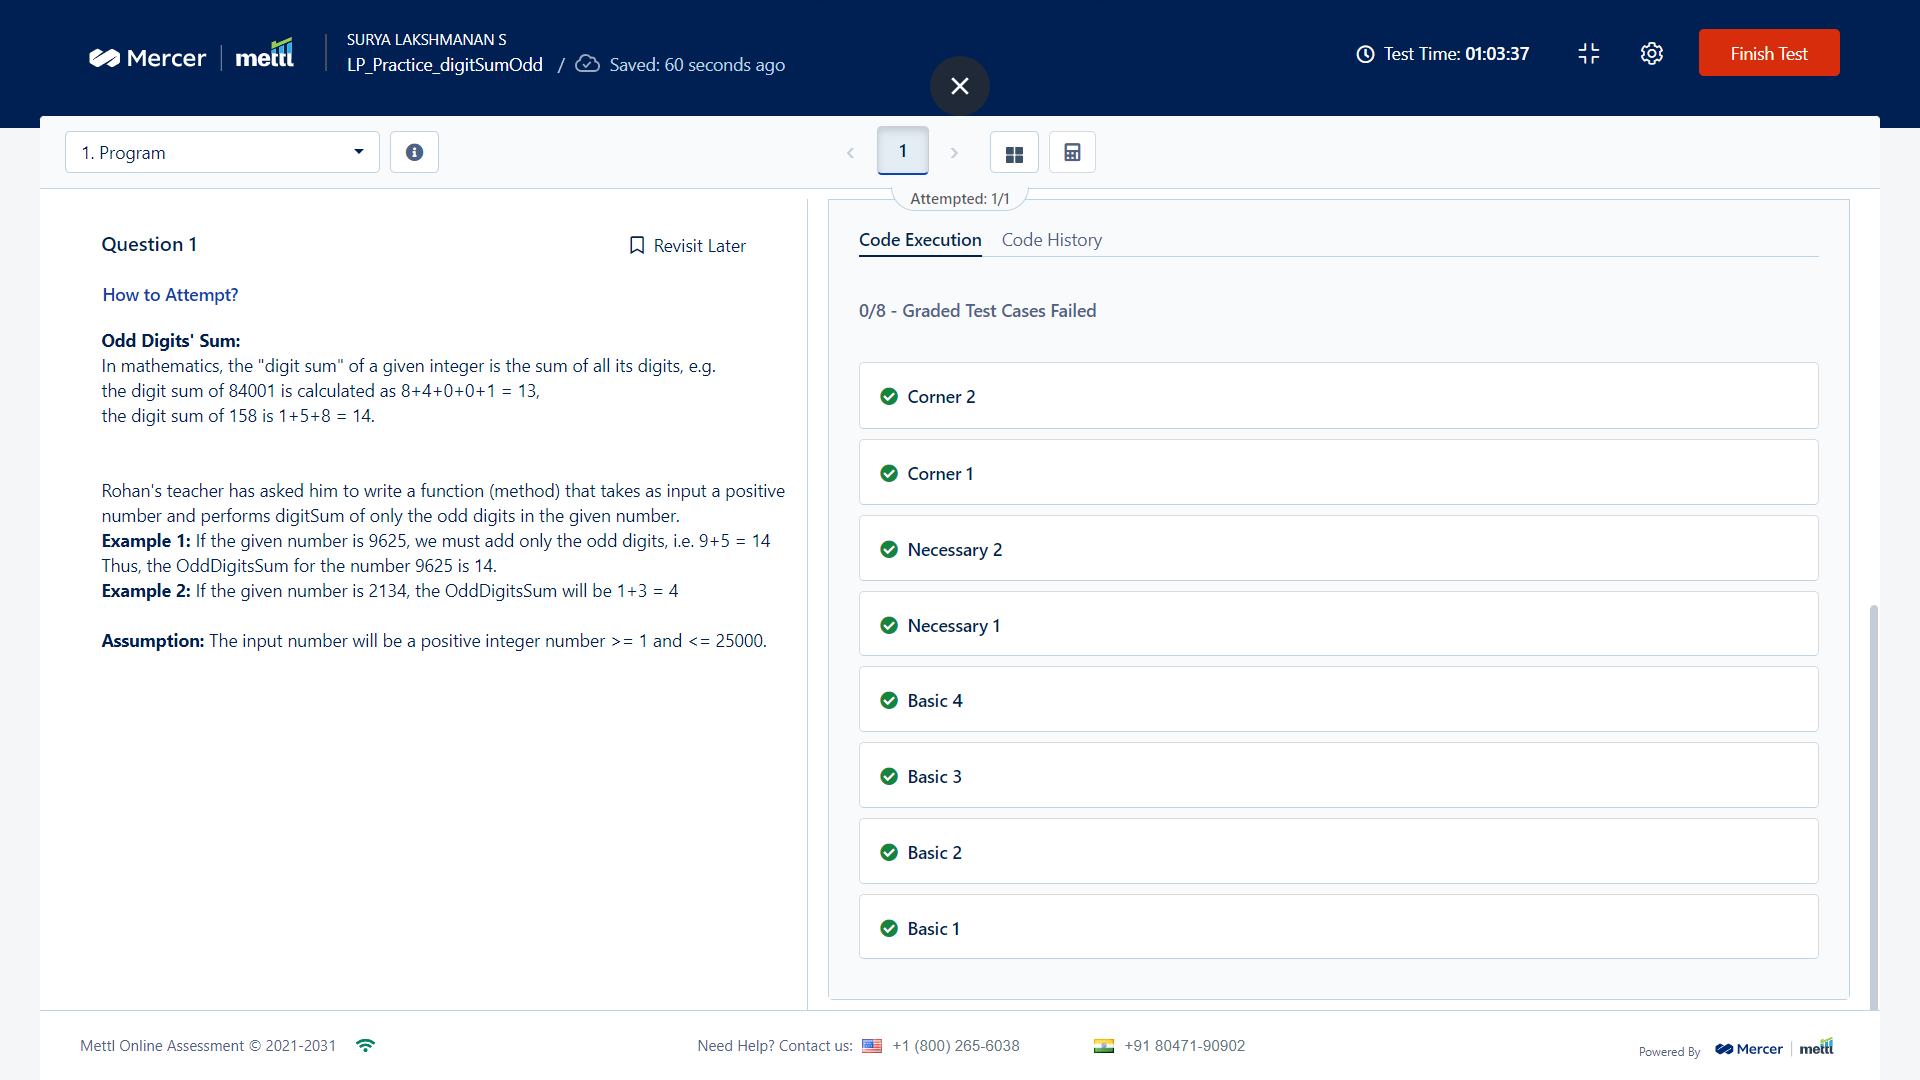 Mercer
mettl
SURYA LAKSHMANAN S
LP_Practice_digitSumOdd / Saved: 60 seconds ago
Test Time: 01:03:37
Finish Test
1. Program
1
Attempted: 1/1
Question 1
Revisit Later
How to Attempt?
Odd Digits' Sum:
In mathematics, the "digit sum" of a given integer is the sum of all its digits, e.g.
the digit sum of 84001 is calculated as 8+4+0+0+1 = 13,
the digit sum of 158 is 1+5+8 = 14.
Rohan's teacher has asked him to write a function (method) that takes as input a positive
number and performs digitSum of only the odd digits in the given number.
Example 1: If the given number is 9625, we must add only the odd digits, i.e. 9+5 = 14
Thus, the OddDigitsSum for the number 9625 is 14.
Example 2: If the given number is 2134, the OddDigitsSum will be 1+3 = 4
Assumption: The input number will be a positive integer number >= 1 and <= 25000.
Code Execution
Code History
0/8 - Graded Test Cases Failed
Corner 2
Corner 1
Necessary 2
Necessary 1
Basic 4
Basic 3
Basic 2
Basic 1
Mettl Online Assessment © 2021-2031
Need Help? Contact us: +1 (800) 265-6038
+91 80471-90902
Powered By Mercer mettl